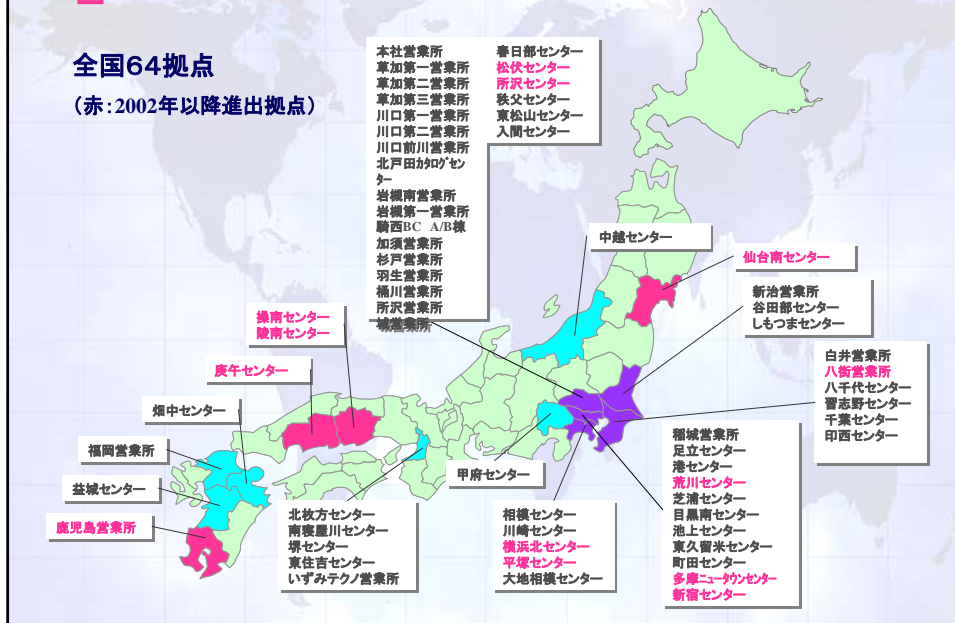 全国64拠点
（赤:2002年以降進出拠点）
本社営業所
草加第一営業所
草加第二営業所
草加第三営業所
川口第一営業所
川口第二営業所
川口前川営業所
北戸田ｶﾀﾛｸﾞセン
ター
岩槻南営業所
岩槻第一営業所
騎西BC A/B棟
加須営業所
杉戸営業所
羽生営業所
桶川営業所
所沢営業所
城営業所
春日部センター
松伏センター
所沢センター
秩父センター
東松山センター
入間センター
中越センター
仙台南センター
新治営業所
谷田部センター
しもつまセンター
白井営業所
八街営業所
八千代センター
習志野センター
千葉センター
印西センター
操南センター
陵南センター
庚午センター
畑中センター
福岡営業所
益城センター
鹿児島営業所
北枚方センター
南寝屋川センター
堺センター
東住吉センター
いずみテクノ営業所
甲府センター
相模センター
川崎センター
横浜北センター
平塚センター
大地相模センター
稲城営業所
足立センター
港センター
荒川センター
芝浦センター
目黒南センター
池上センター
東久留米センター
町田センター
多摩ﾆｭｰﾀｳﾝｾﾝﾀｰ
新宿センター